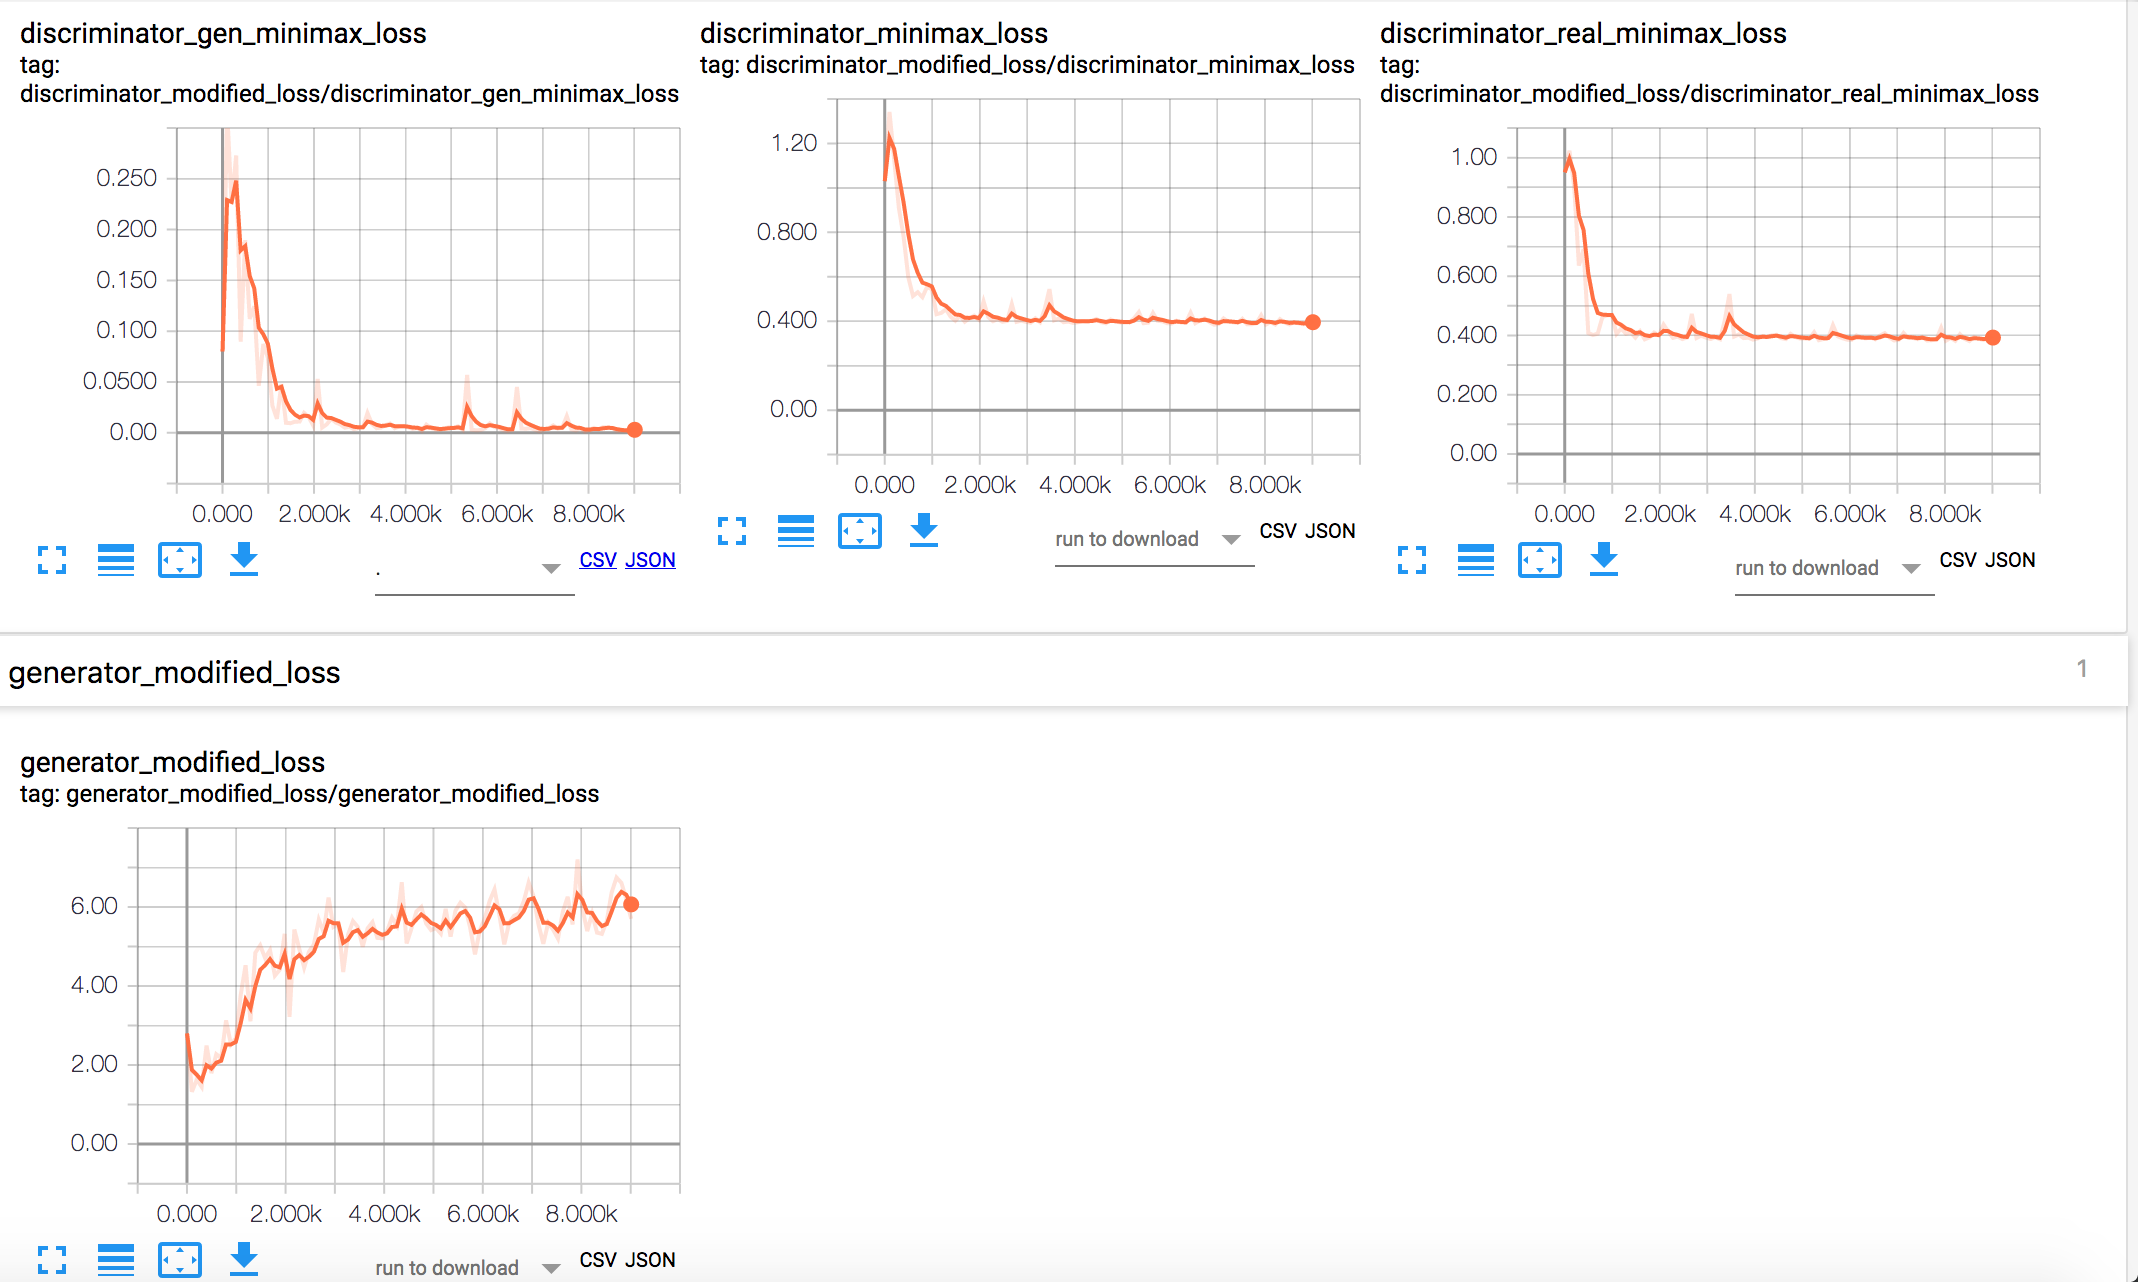 discriminator_gen_minimax_loss
tag:
discriminator_modified_loss/discriminator_gen_minimax_loss
0.250
0.200
0.150
0.100
0.0500
0.00
0.000 2.000k 4.000k 6.000k 8.000k
. CSV JSON
discriminator_minimax_loss
tag: discriminator_modified_loss/discriminator_minimax_loss
1.20
0.800
0.400
0.00
0.000 2.000k 4.000k 6.000k 8.000k
run to download CSV JSON
discriminator_real_minimax_loss
tag:
discriminator_modified_loss/discriminator_real_minimax_loss
1.00
0.800
0.600
0.400
0.200
0.00
0.000 2.000k 4.000k 6.000k 8.000k
run to download CSV JSON
generator_modified_loss 1
generator_modified_loss
tag: generator_modified_loss/generator_modified_loss
6.00
4.00
2.00
0.00
0.000 2.000k 4.000k 6.000k 8.000k
run to download CSV JSON